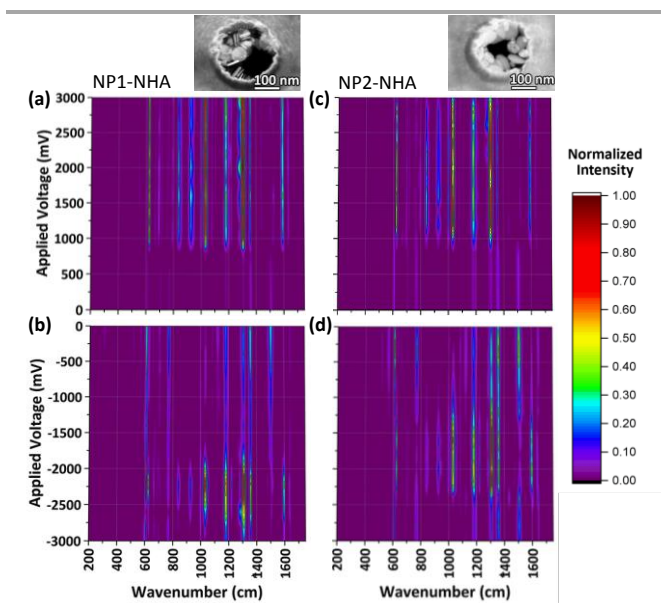 NP1-NHA
100 nm
NP2-NHA
100 nm
(a)
(c)
3000
2500
2000
1500
1000
500
0
Applied Voltage (mV)
Normalized
Intensity
1.00
0.90
0.80
0.70
0.60
0.50
0.40
0.30
0.20
0.10
0.00
(b)
(d)
0
-500
-1000
-1500
-2000
-2500
-3000
Applied Voltage (mV)
200
400
600
800
1000
1200
1400
1600
Wavenumber (cm)
200
400
600
800
1000
1200
1400
1600
Wavenumber (cm)